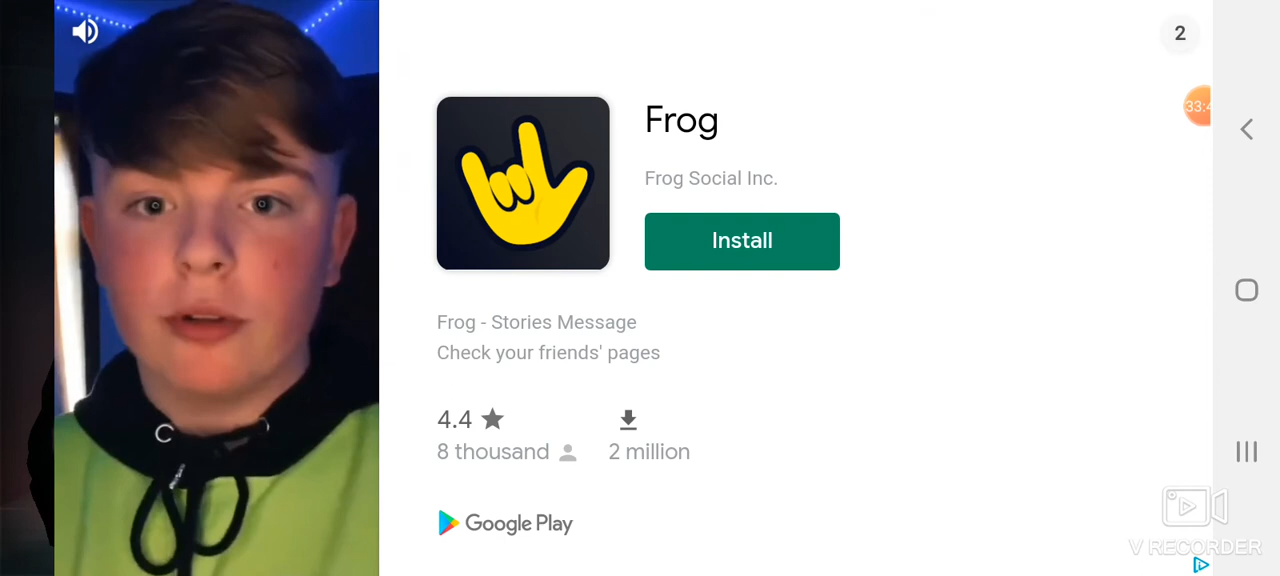 2
33:4
Frog
Frog Social Inc.
Install
Frog - Stories Message
Check your friends' pages
4.4
8 thousand
2 million
Google Play
V RECORDER